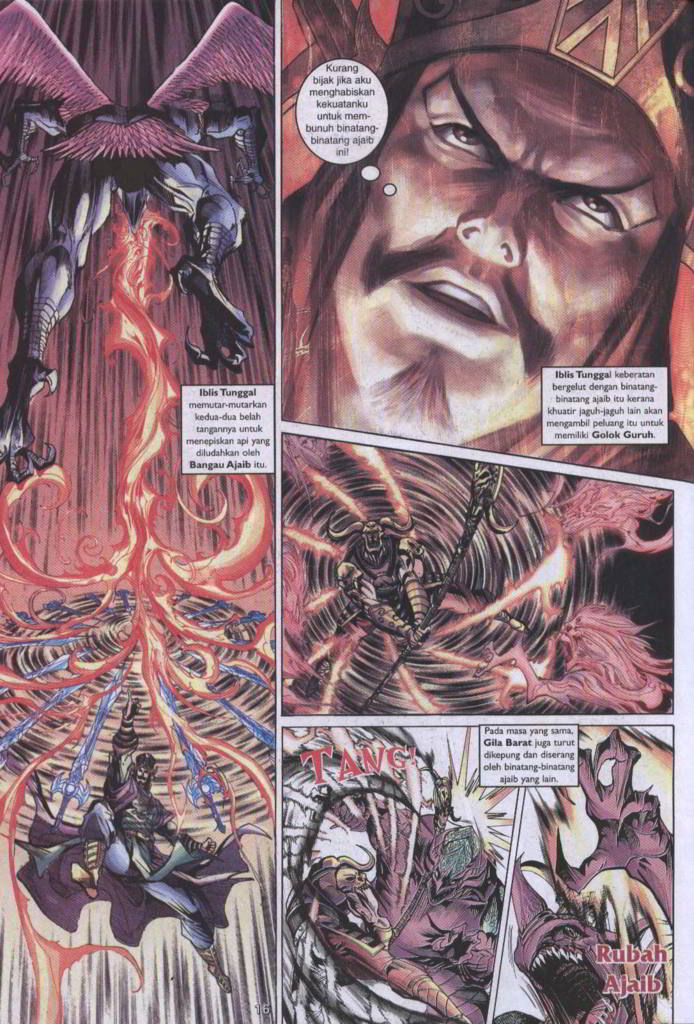 Iblis Tunggal
memutar-mutarkan
kedua-dua belah
tangannya untuk
menepiskan api yang
diludahkan oleh
Bangau Ajaib itu.
Kurang
bijak jika aku
menghabiskan
kekuatanku
untuk mem-
bunuh binatang-
binatang ajaib
ini!
Iblis Tunggal keberatan
bergelut dengan binatang-
binatang ajaib itu kerana
khuatir jaguh-jaguh lain akan
mengambil peluang itu untuk
memiliki Golok Guruh.
TANG!
Pada masa yang sama,
Gila Barat juga turut
dikepung dan diserang
oleh binatang-binatang
ajaib yang lain.
Rubah
Ajaib
16